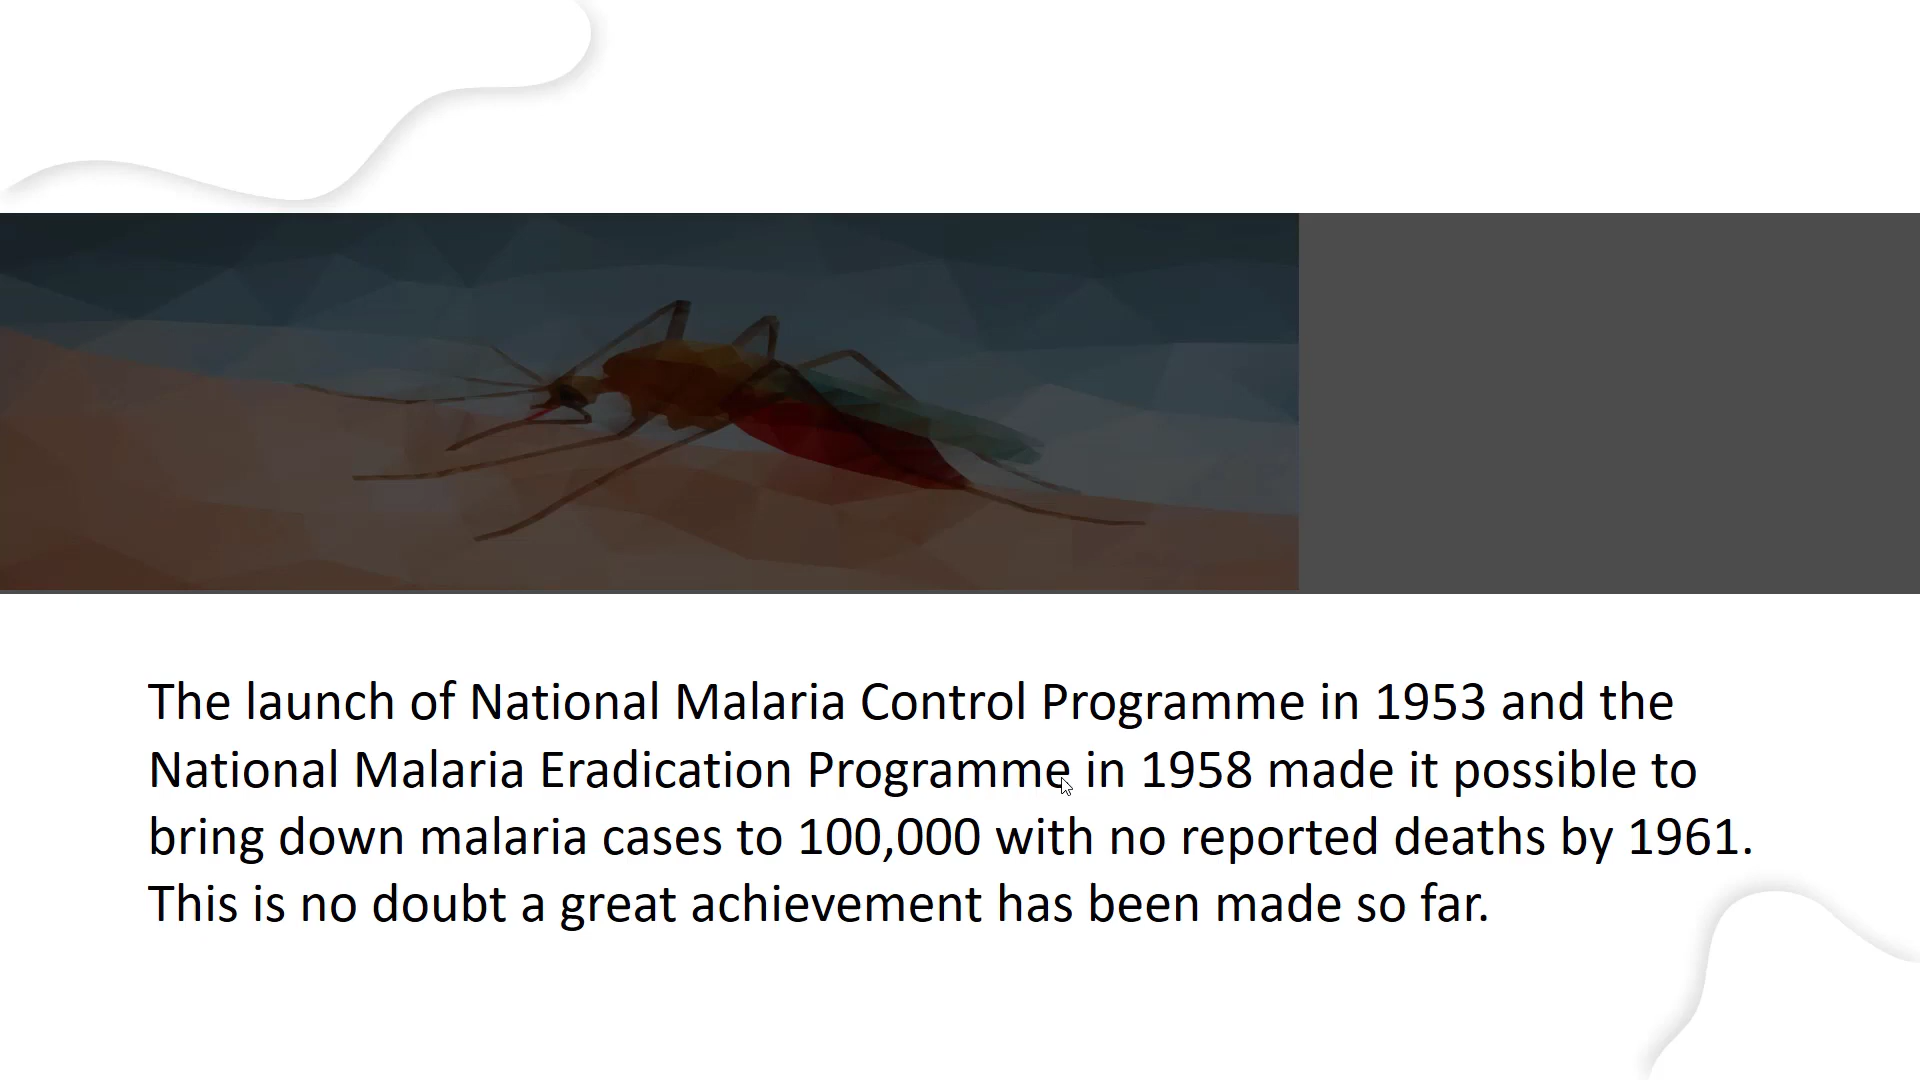 The launch of National Malaria Control Programme in 1953 and the
National Malaria Eradication Programme in 1958 made it possible to
bring down malaria cases to 100,000 with no reported deaths by 1961.
This is no doubt a great achievement has been made so far.